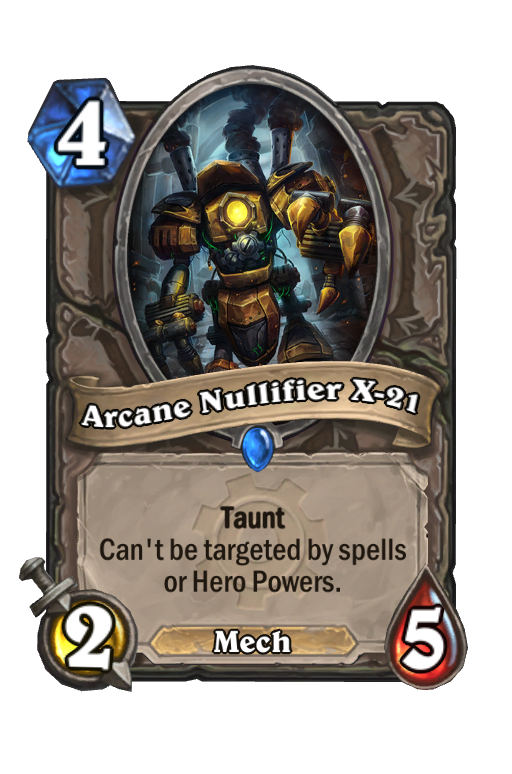 4
Arcane Nullifier X-21
Taunt
Can't be targeted by spells
or Hero Powers.
2
Mech
5